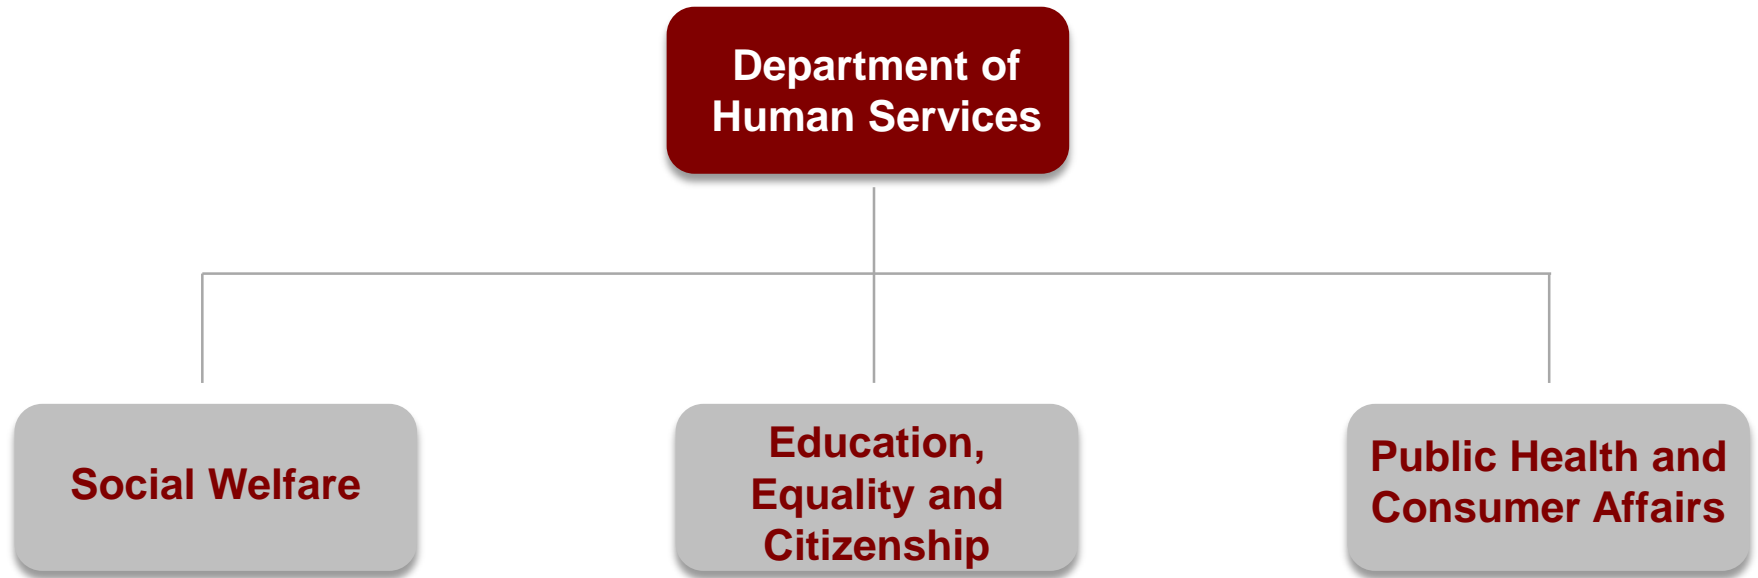 Department of
Human Services
Social Welfare
Education,
Equality and
Citizenship
Public Health and
Consumer Affairs